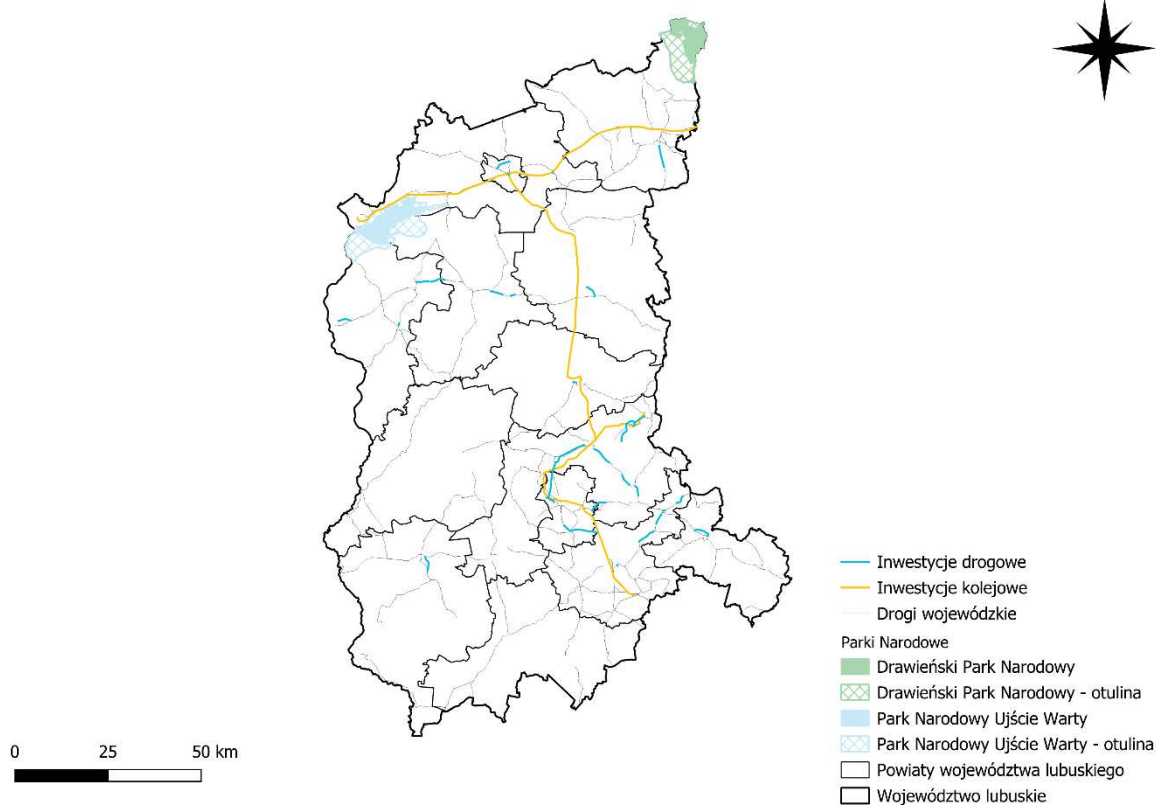 Inwestycje drogowe
Inwestycje kolejowe
Drogi wojewódzkie
Parki Narodowe
Drawieński Park Narodowy
Drawieński Park Narodowy - otulina
Park Narodowy Ujście Warty
Park Narodowy Ujście Warty - otulina
Powiaty województwa lubuskiego
Województwo lubuskie
0 25 50 km